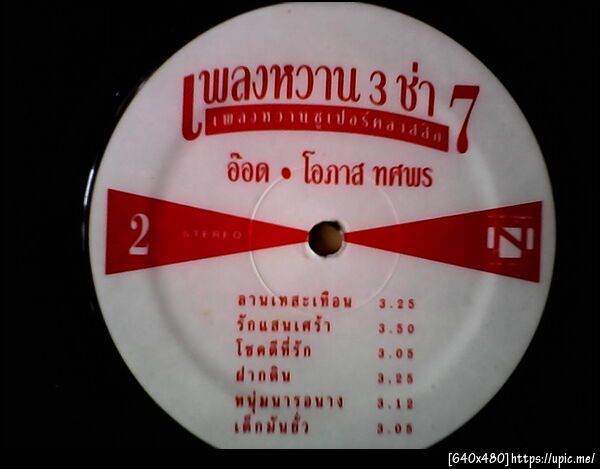 เพลงหวาน 3 ช่า 7
เพลงหวานซูเปอร์คลาสสิก
อ๊อด • โอภาส ทศพร
2
STEREO
ลานเทสะเทือน 3.25
รักแสนเศร้า 3.50
โชคดีที่รัก 3.05
ฝากดิน 3.25
หนุ่มนารอนาง 3.12
เด็กมันยั่ว 3.05
[640x480]https://upic.me/